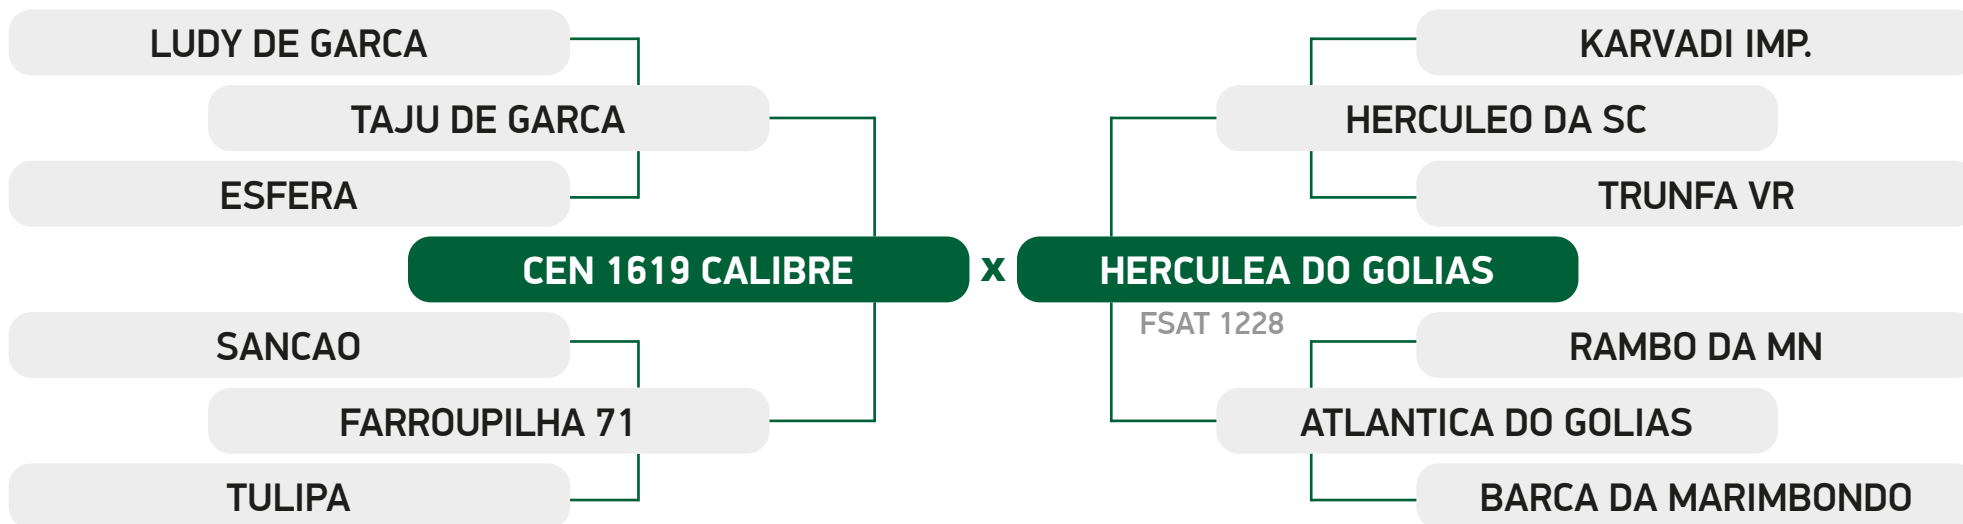 LUDY DE GARCA
KARVADI IMP.
TAJU DE GARCA
HERCULEO DA SC
ESFERA
TRUNFA VR
CEN 1619 CALIBRE x HERCULEA DO GOLIAS
FSAT 1228
SANCAO
RAMBO DA MN
FARROUPILHA 71
ATLANTICA DO GOLIAS
TULIPA
BARCA DA MARIMBONDO